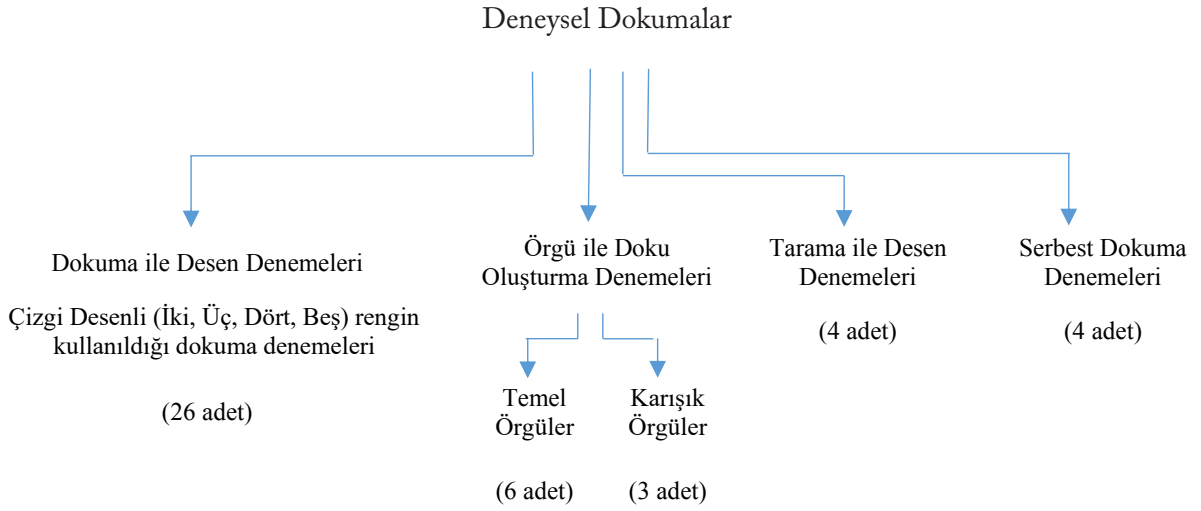 Deneysel Dokumalar
Dokuma ile Desen Denemeleri
Çizgi Desenli (İki, Üç, Dört, Beş) rengin
kullanıldığı dokuma denemeleri
(26 adet)
Örgü ile Doku
Oluşturma Denemeleri
Temel
Örgüler
(6 adet)
Karışık
Örgüler
(3 adet)
Tarama ile Desen
Denemeleri
(4 adet)
Serbest Dokuma
Denemeleri
(4 adet)